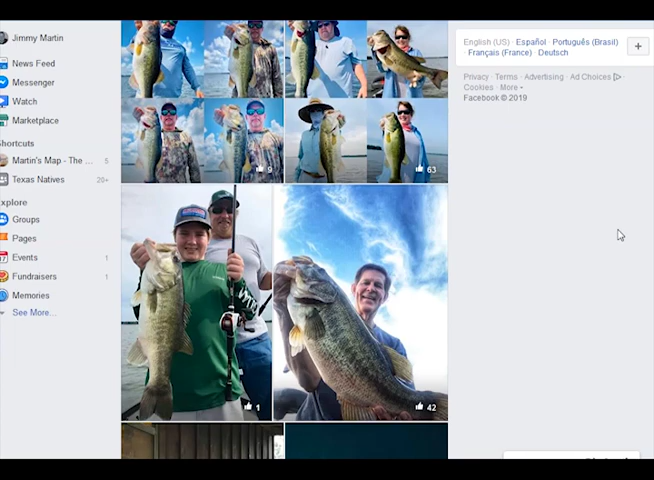 Jimmy Martin
News Feed
Messenger
Watch
Marketplace
Shortcuts
Martin's Map - The ... 5
Texas Natives 20+
Explore
Groups
Pages
Events 1
Fundraisers 1
Memories
See More...
9
63
1
42
English (US) · Español · Português (Brasil) ·
Français (France) · Deutsch
+
Privacy · Terms · Advertising · Ad Choices ·
Cookies · More
Facebook © 2019